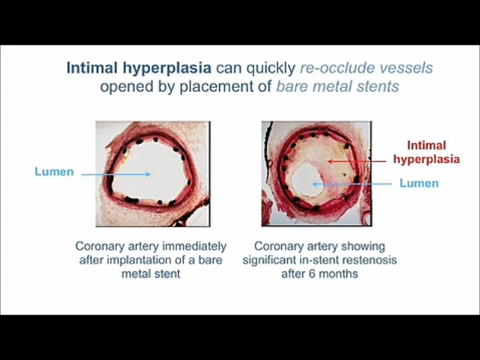 Intimal hyperplasia can quickly re-occlude vessels
opened by placement of bare metal stents
Lumen
Intimal
hyperplasia
Lumen
Coronary artery immediately
after implantation of a bare
metal stent
Coronary artery showing
significant in-stent restenosis
after 6 months